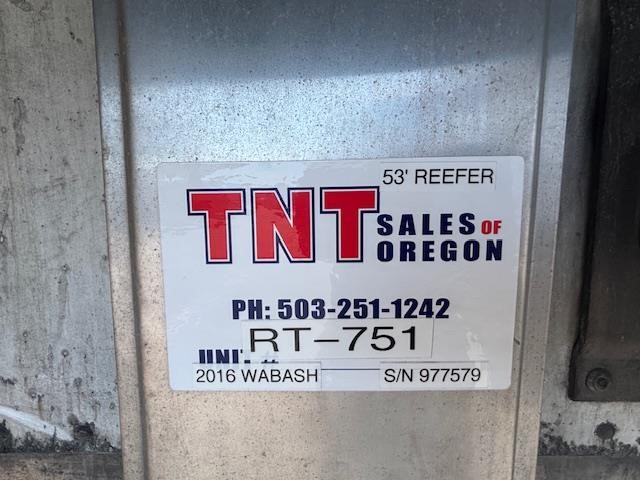 53' REEFER
TNT SALES OF
OREGON
PH: 503-251-1242
RT-751
2016 WABASH S/N 977579